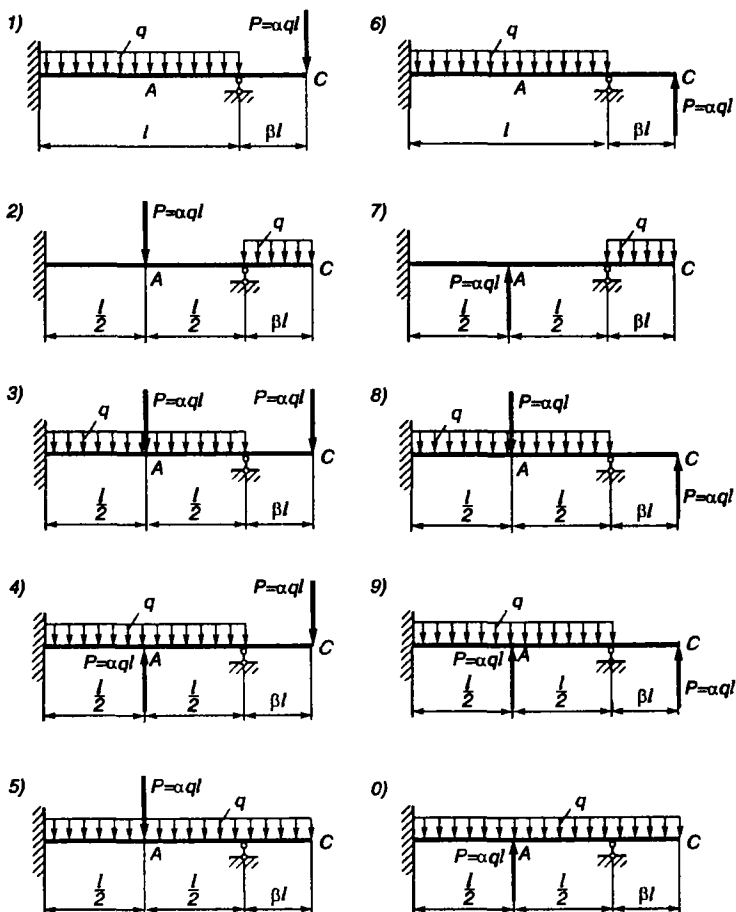 1)
q
P=αql
A
C
l
βl
6)
q
A
C
P=αql
l
βl
2)
P=αql
q
A
C
l/2
l/2
βl
7)
q
P=αql
A
C
l/2
l/2
βl
3)
q
P=αql
P=αql
A
C
l/2
l/2
βl
8)
q
P=αql
A
C
P=αql
l/2
l/2
βl
4)
q
P=αql
P=αql
A
C
l/2
l/2
βl
9)
q
P=αql
A
C
P=αql
l/2
l/2
βl
5)
P=αql
q
A
C
l/2
l/2
βl
0)
q
P=αql
A
C
l/2
l/2
βl